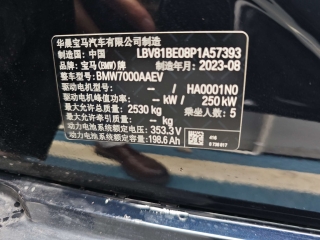 华晨宝马汽车有限公司制造
制造国：中国 LBV81BE08P1A57393
品牌：宝马(BMW)牌 制造年月：2023-08
整车型号：BMW7000AAEV
驱动电机型号： -- / HA0001N0
驱动电机峰值功率： -- kW / 250 kW
最大允许总质量：2530 kg 乘坐人数：5
最大允许牵引质量： -- kg
动力电池系统额定电压：353.3V
动力电池系统额定容量：198.6Ah